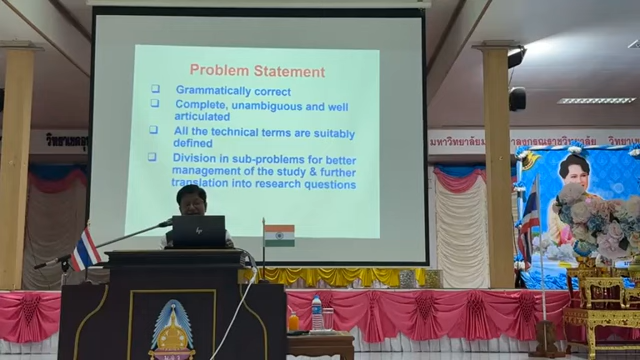 Problem Statement
Grammatically correct
Complete, unambiguous and well
articulated
All the technical terms are suitably
defined
Division in sub-problems for better
management of the study & further
translation into research questions
hp